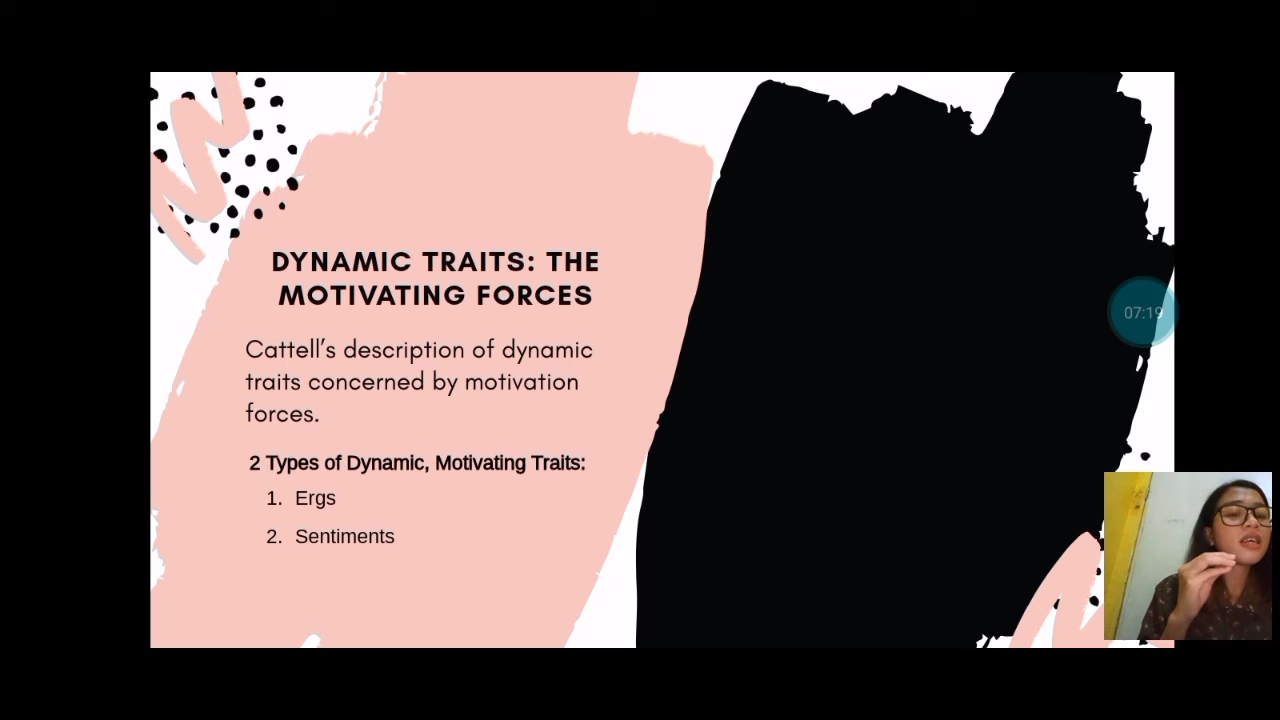 DYNAMIC TRAITS: THE
MOTIVATING FORCES
Cattell’s description of dynamic
traits concerned by motivation
forces.
2 Types of Dynamic, Motivating Traits:
1. Ergs
2. Sentiments
07:19